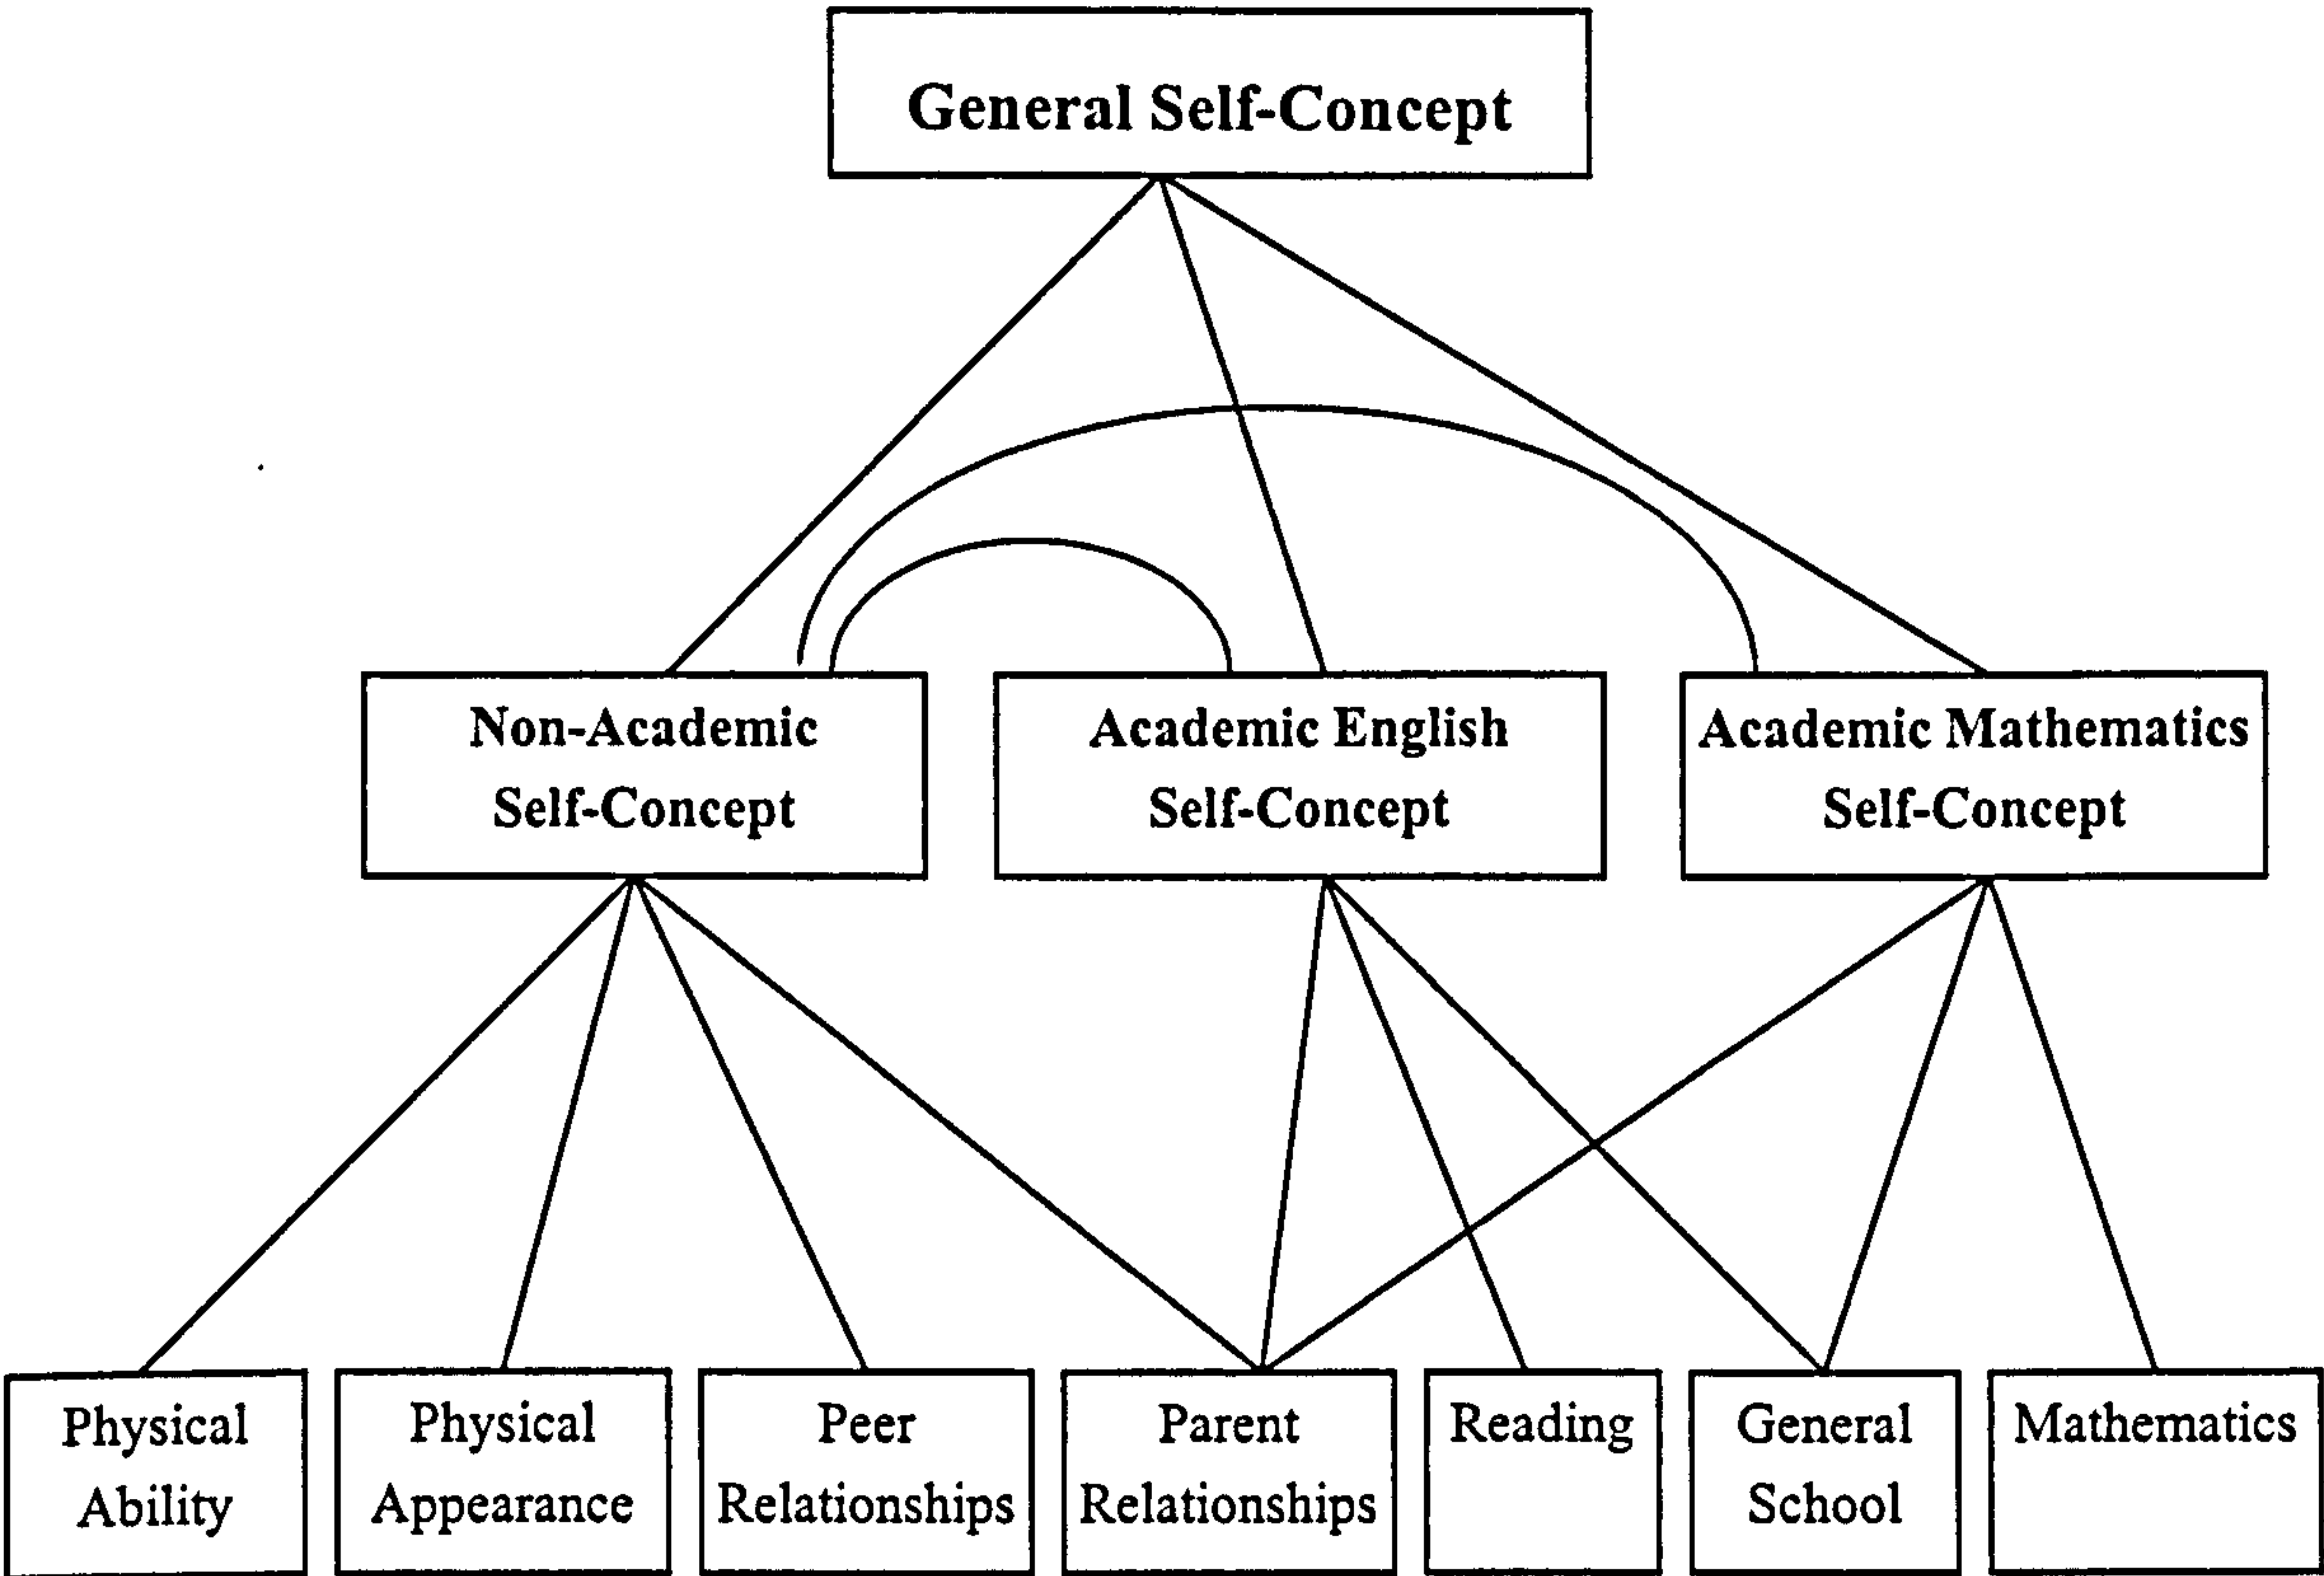 General Self-Concept
Non-Academic
Self-Concept
Academic English
Self-Concept
Academic Mathematics
Self-Concept
Physical
Ability
Physical
Appearance
Peer
Relationships
Parent
Relationships
Reading
General
School
Mathematics